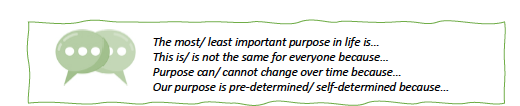 The most/ least important purpose in life is...
This is/ is not the same for everyone because...
Purpose can/ cannot change over time because...
Our purpose is pre-determined/ self-determined because...